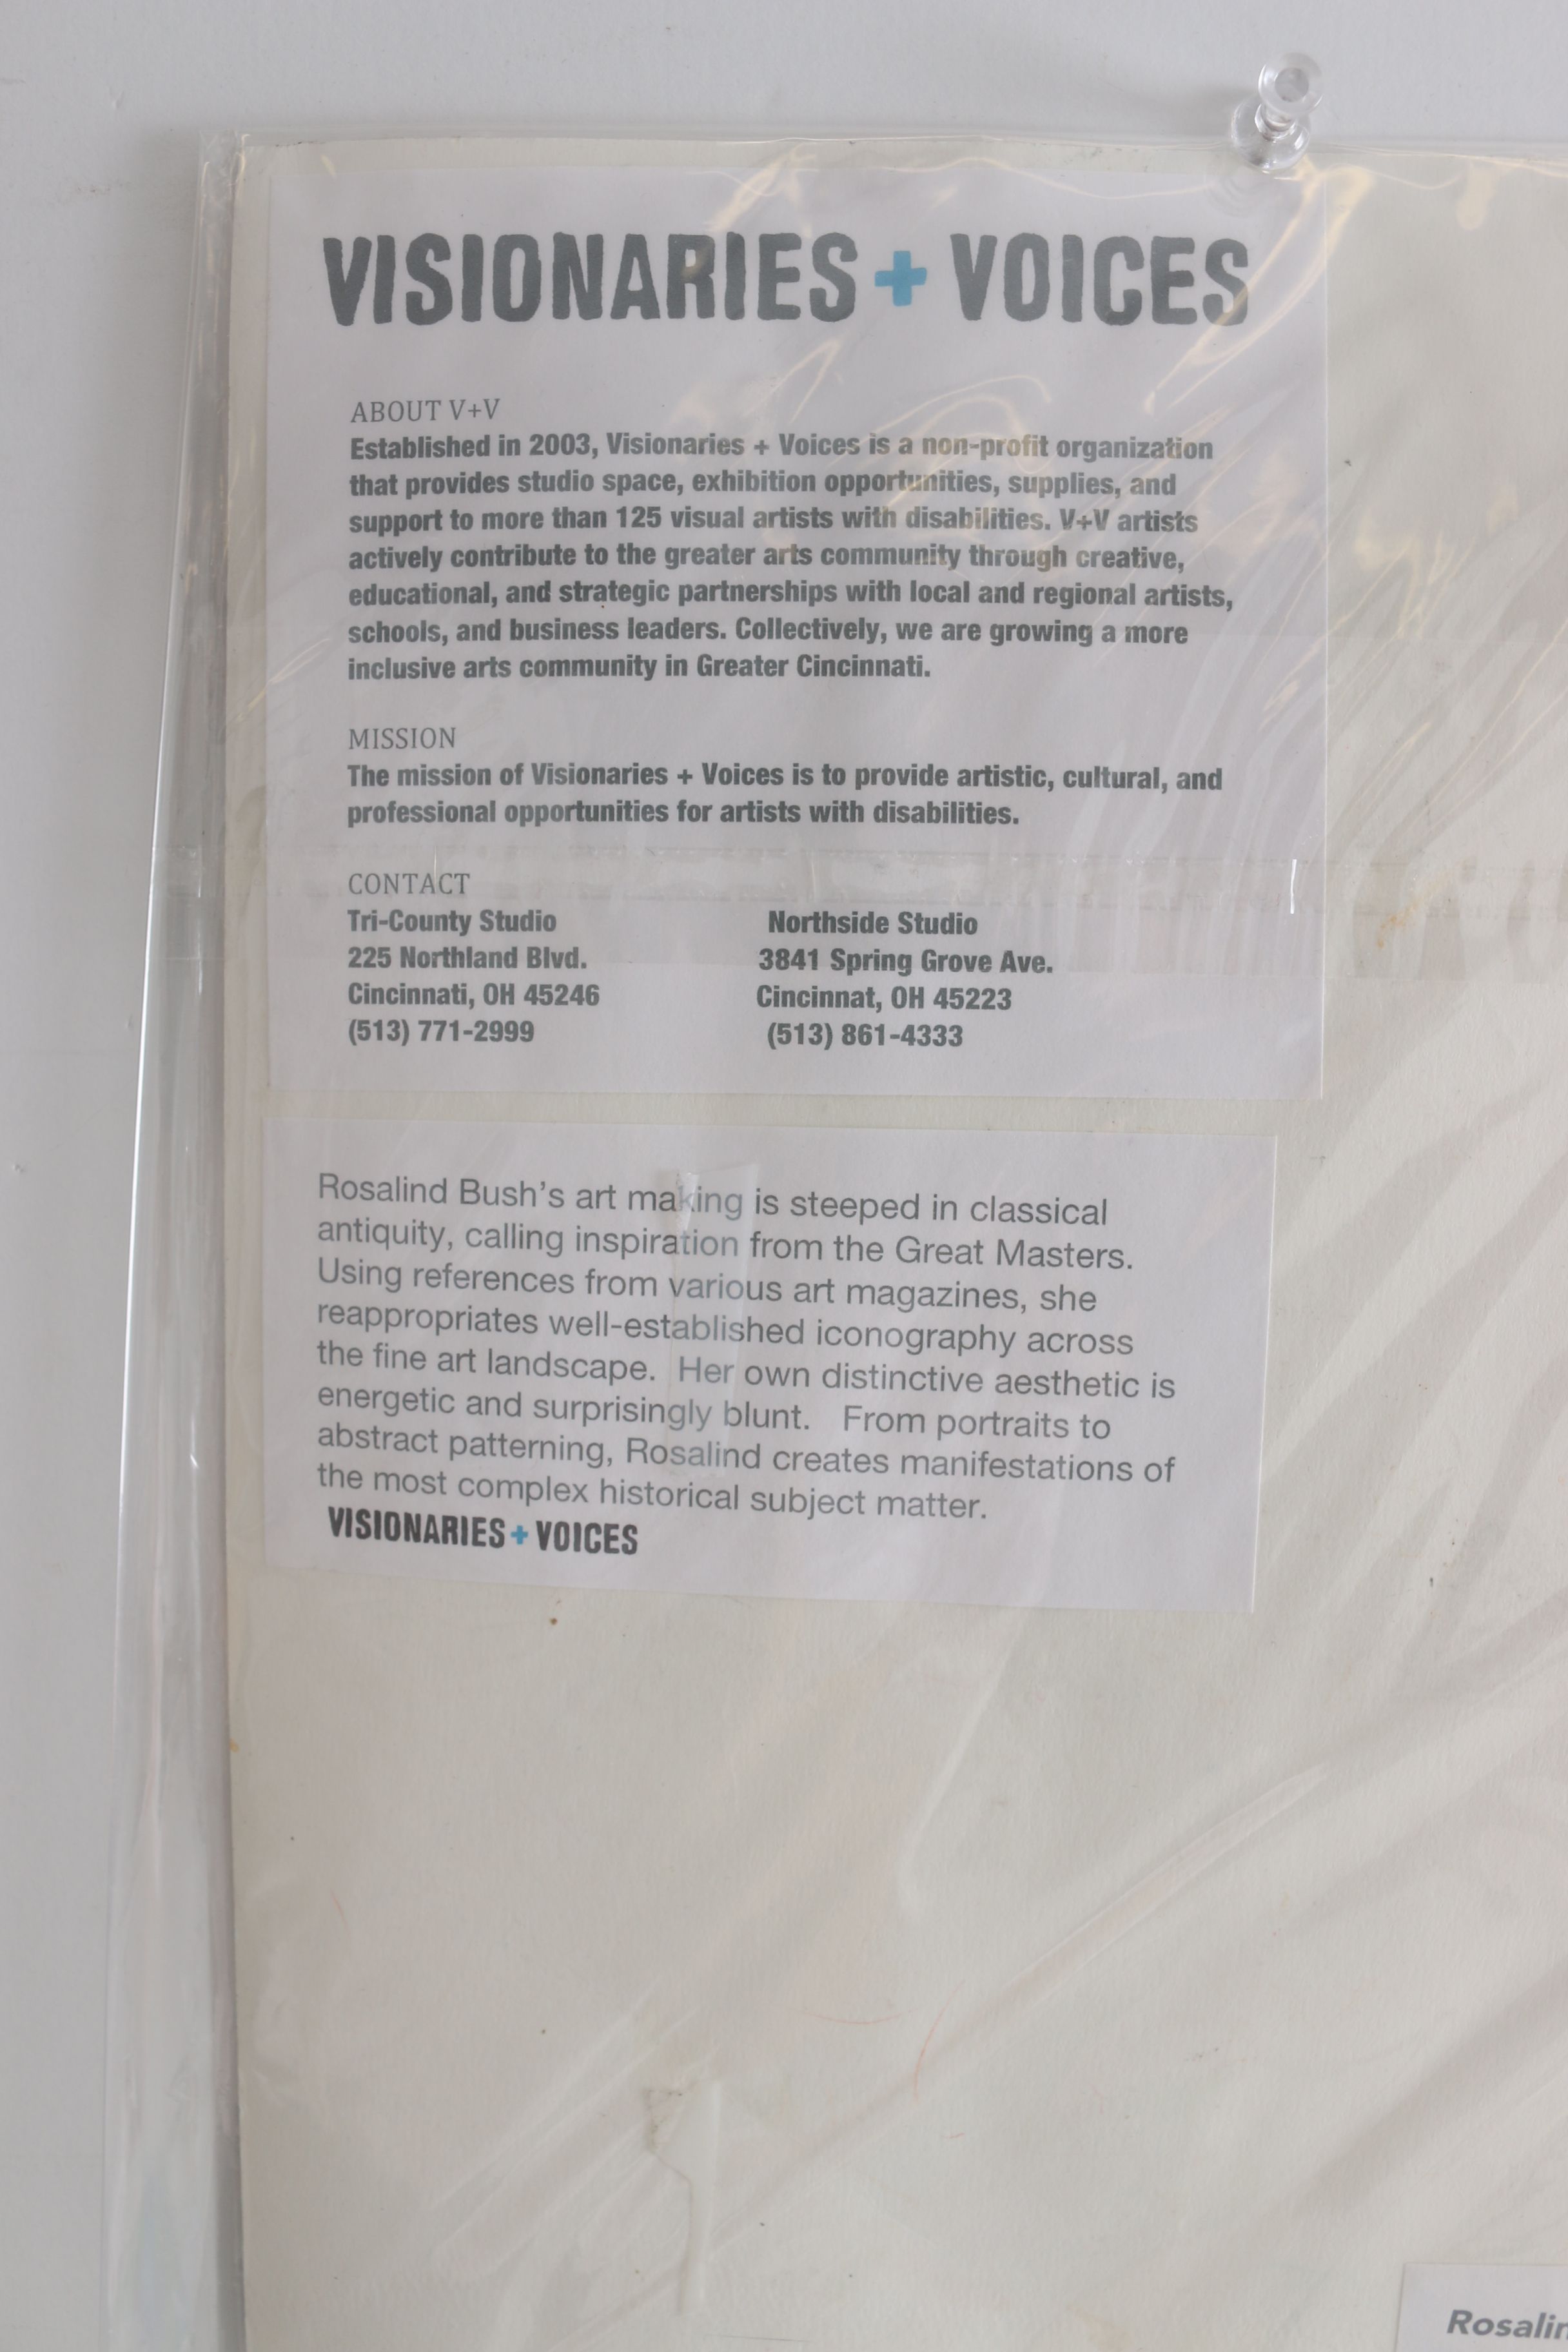 VISIONARIES + VOICES
ABOUT V+V
Established in 2003, Visionaries + Voices is a non-profit organization
that provides studio space, exhibition opportunities, supplies, and
support to more than 125 visual artists with disabilities. V+V artists
actively contribute to the greater arts community through creative,
educational, and strategic partnerships with local and regional artists,
schools, and business leaders. Collectively, we are growing a more
inclusive arts community in Greater Cincinnati.
MISSION
The mission of Visionaries + Voices is to provide artistic, cultural, and
professional opportunities for artists with disabilities.
CONTACT
Tri-County Studio
225 Northland Blvd.
Cincinnati, OH 45246
(513) 771-2999
Northside Studio
3841 Spring Grove Ave.
Cincinnat, OH 45223
(513) 861-4333
Rosalind Bush's art making is steeped in classical
antiquity, calling inspiration from the Great Masters.
Using references from various art magazines, she
reappropriates well-established iconography across
the fine art landscape. Her own distinctive aesthetic is
energetic and surprisingly blunt. From portraits to
abstract patterning, Rosalind creates manifestations of
the most complex historical subject matter.
VISIONARIES + VOICES